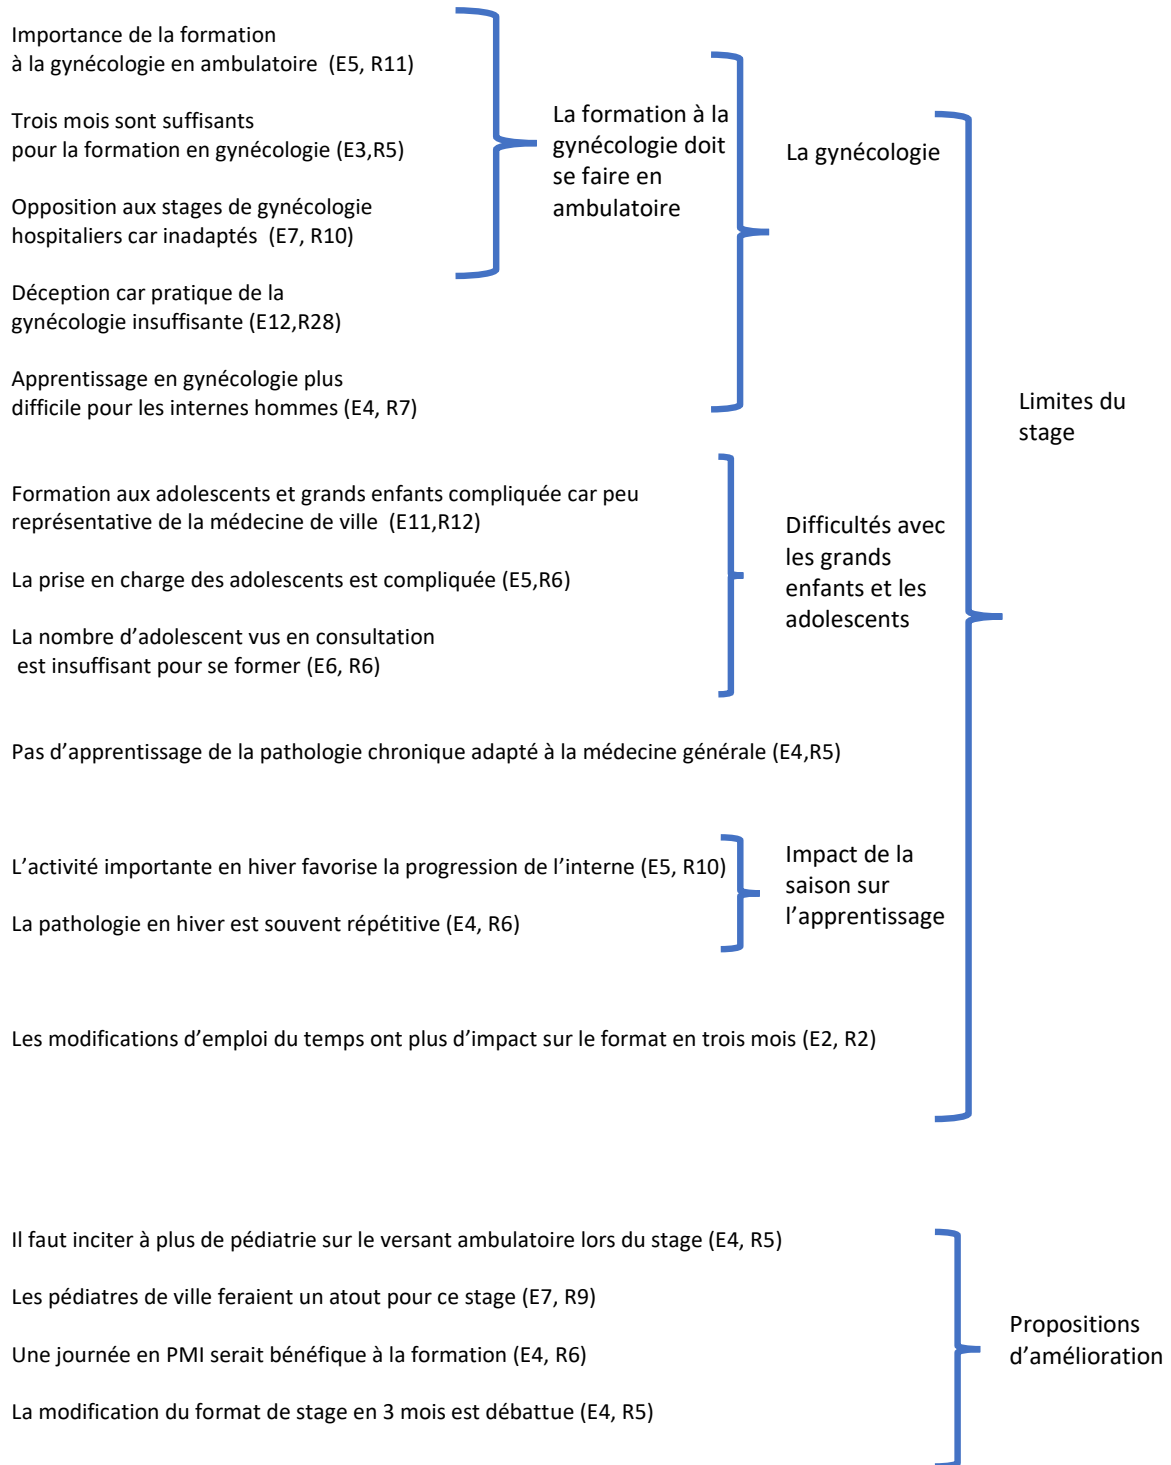 Importance de la formation
à la gynécologie en ambulatoire (E5, R11)
Trois mois sont suffisants
pour la formation en gynécologie (E3,R5)
Opposition aux stages de gynécologie
hospitaliers car inadaptés (E7, R10)
La formation à la
gynécologie doit
se faire en
ambulatoire
Déception car pratique de la
gynécologie insuffisante (E12,R28)
Apprentissage en gynécologie plus
difficile pour les internes hommes (E4, R7)
La gynécologie
Formation aux adolescents et grands enfants compliquée car peu
représentative de la médecine de ville (E11,R12)
La prise en charge des adolescents est compliquée (E5,R6)
La nombre d’adolescent vus en consultation
est insuffisant pour se former (E6, R6)
Difficultés avec
les grands
enfants et les
adolescents
Pas d’apprentissage de la pathologie chronique adapté à la médecine générale (E4,R5)
L’activité importante en hiver favorise la progression de l’interne (E5, R10)
La pathologie en hiver est souvent répétitive (E4, R6)
Impact de la
saison sur
l’apprentissage
Les modifications d’emploi du temps ont plus d’impact sur le format en trois mois (E2, R2)
Limites du
stage
Il faut inciter à plus de pédiatrie sur le versant ambulatoire lors du stage (E4, R5)
Les pédiatres de ville feraient un atout pour ce stage (E7, R9)
Une journée en PMI serait bénéfique à la formation (E4, R6)
La modification du format de stage en 3 mois est débattue (E4, R5)
Propositions
d’amélioration